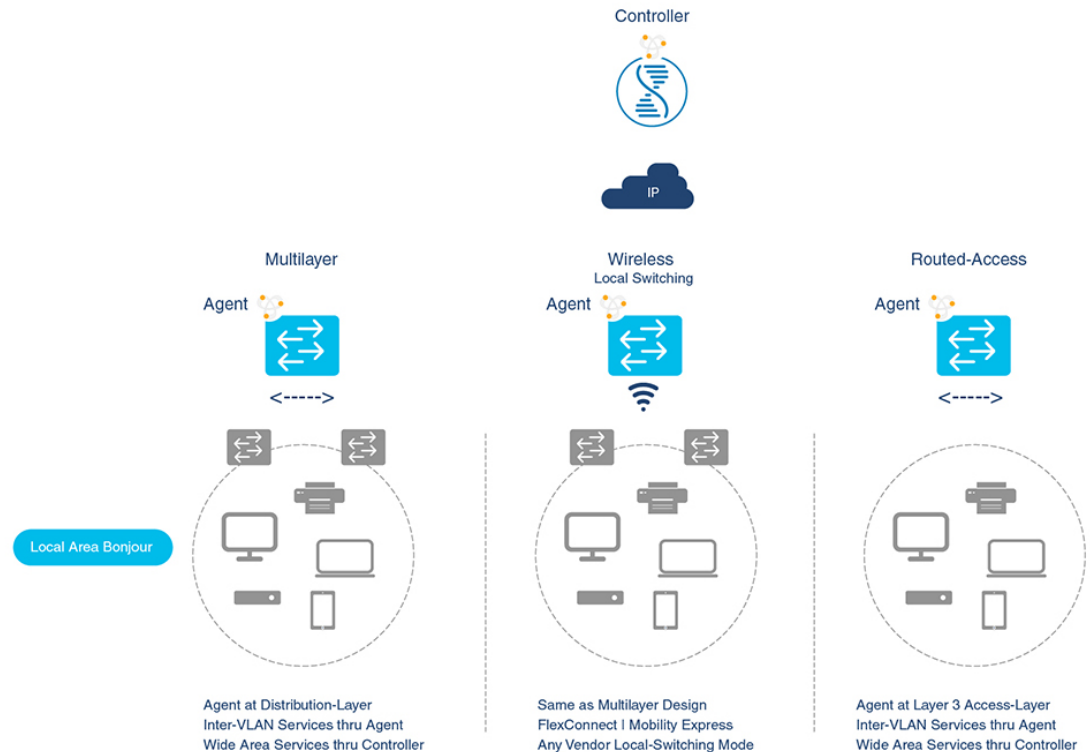 Controller
IP
Multilayer
Wireless
Local Switching
Routed-Access
Agent
Agent
Agent
<----->
<----->
Local Area Bonjour
Agent at Distribution-Layer
Inter-VLAN Services thru Agent
Wide Area Services thru Controller
Same as Multilayer Design
FlexConnect | Mobility Express
Any Vendor Local-Switching Mode
Agent at Layer 3 Access-Layer
Inter-VLAN Services thru Agent
Wide Area Services thru Controller